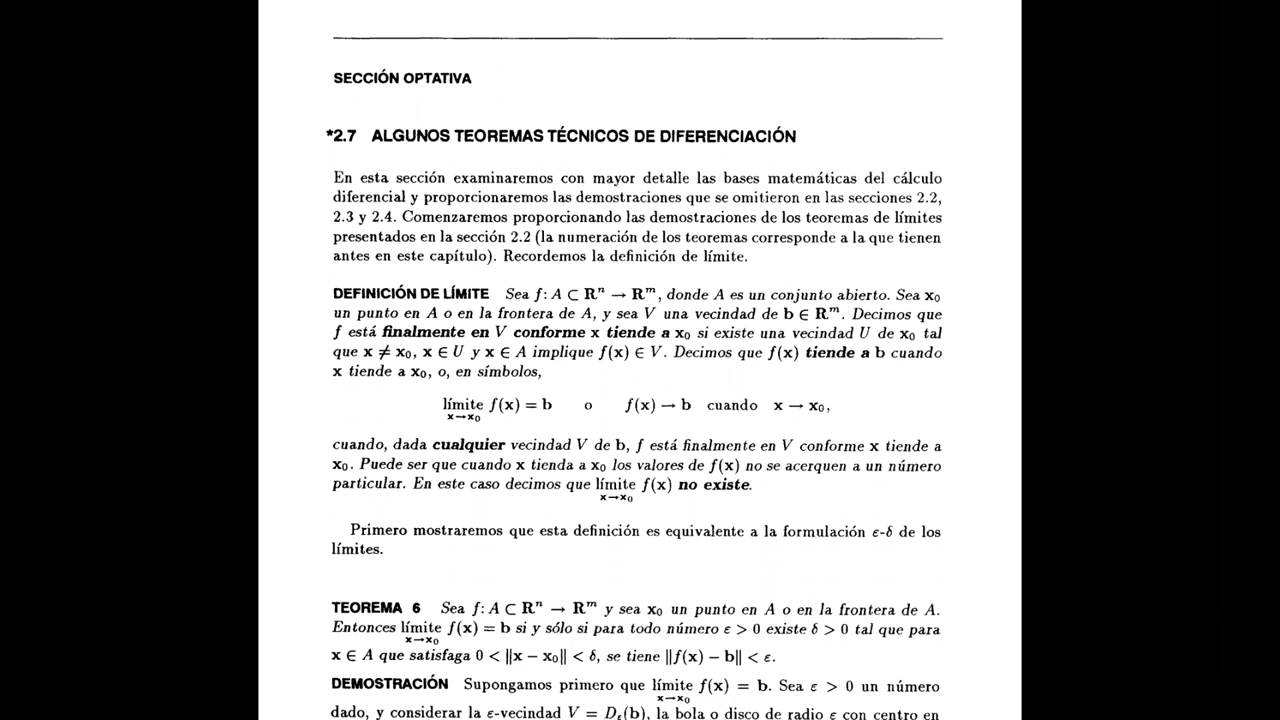 SECCIÓN OPTATIVA
*2.7 ALGUNOS TEOREMAS TÉCNICOS DE DIFERENCIACIÓN
En esta sección examinaremos con mayor detalle las bases matemáticas del cálculo
diferencial y proporcionaremos las demostraciones que se omitieron en las secciones 2.2,
2.3 y 2.4. Comenzaremos proporcionando las demostraciones de los teoremas de límites
presentados en la sección 2.2 (la numeración de los teoremas corresponde a la que tienen
antes en este capítulo). Recordemos la definición de límite.
DEFINICIÓN DE LÍMITE Sea f: A ⊂ Rⁿ → Rᵐ, donde A es un conjunto abierto. Sea x₀
un punto en A o en la frontera de A, y sea V una vecindad de b ∈ Rᵐ. Decimos que
f está finalmente en V conforme x tiende a x₀ si existe una vecindad U de x₀ tal
que x ≠ x₀, x ∈ U y x ∈ A implique f(x) ∈ V. Decimos que f(x) tiende a b cuando
x tiende a x₀, o, en símbolos,
límite f(x) = b o f(x) → b cuando x → x₀,
x→x₀
cuando, dada cualquier vecindad V de b, f está finalmente en V conforme x tiende a
x₀. Puede ser que cuando x tienda a x₀ los valores de f(x) no se acerquen a un número
particular. En este caso decimos que límite f(x) no existe.
x→x₀
Primero mostraremos que esta definición es equivalente a la formulación ε-δ de los
límites.
TEOREMA 6 Sea f: A ⊂ Rⁿ → Rᵐ y sea x₀ un punto en A o en la frontera de A.
Entonces límite f(x) = b si y sólo si para todo número ε > 0 existe δ > 0 tal que para
x→x₀
x ∈ A que satisfaga 0 < ||x − x₀|| < δ, se tiene ||f(x) − b|| < ε.
DEMOSTRACIÓN Supongamos primero que límite f(x) = b. Sea ε > 0 un número
x→x₀
dado, y considerar la ε-vecindad V = Dε(b), la bola o disco de radio ε con centro en